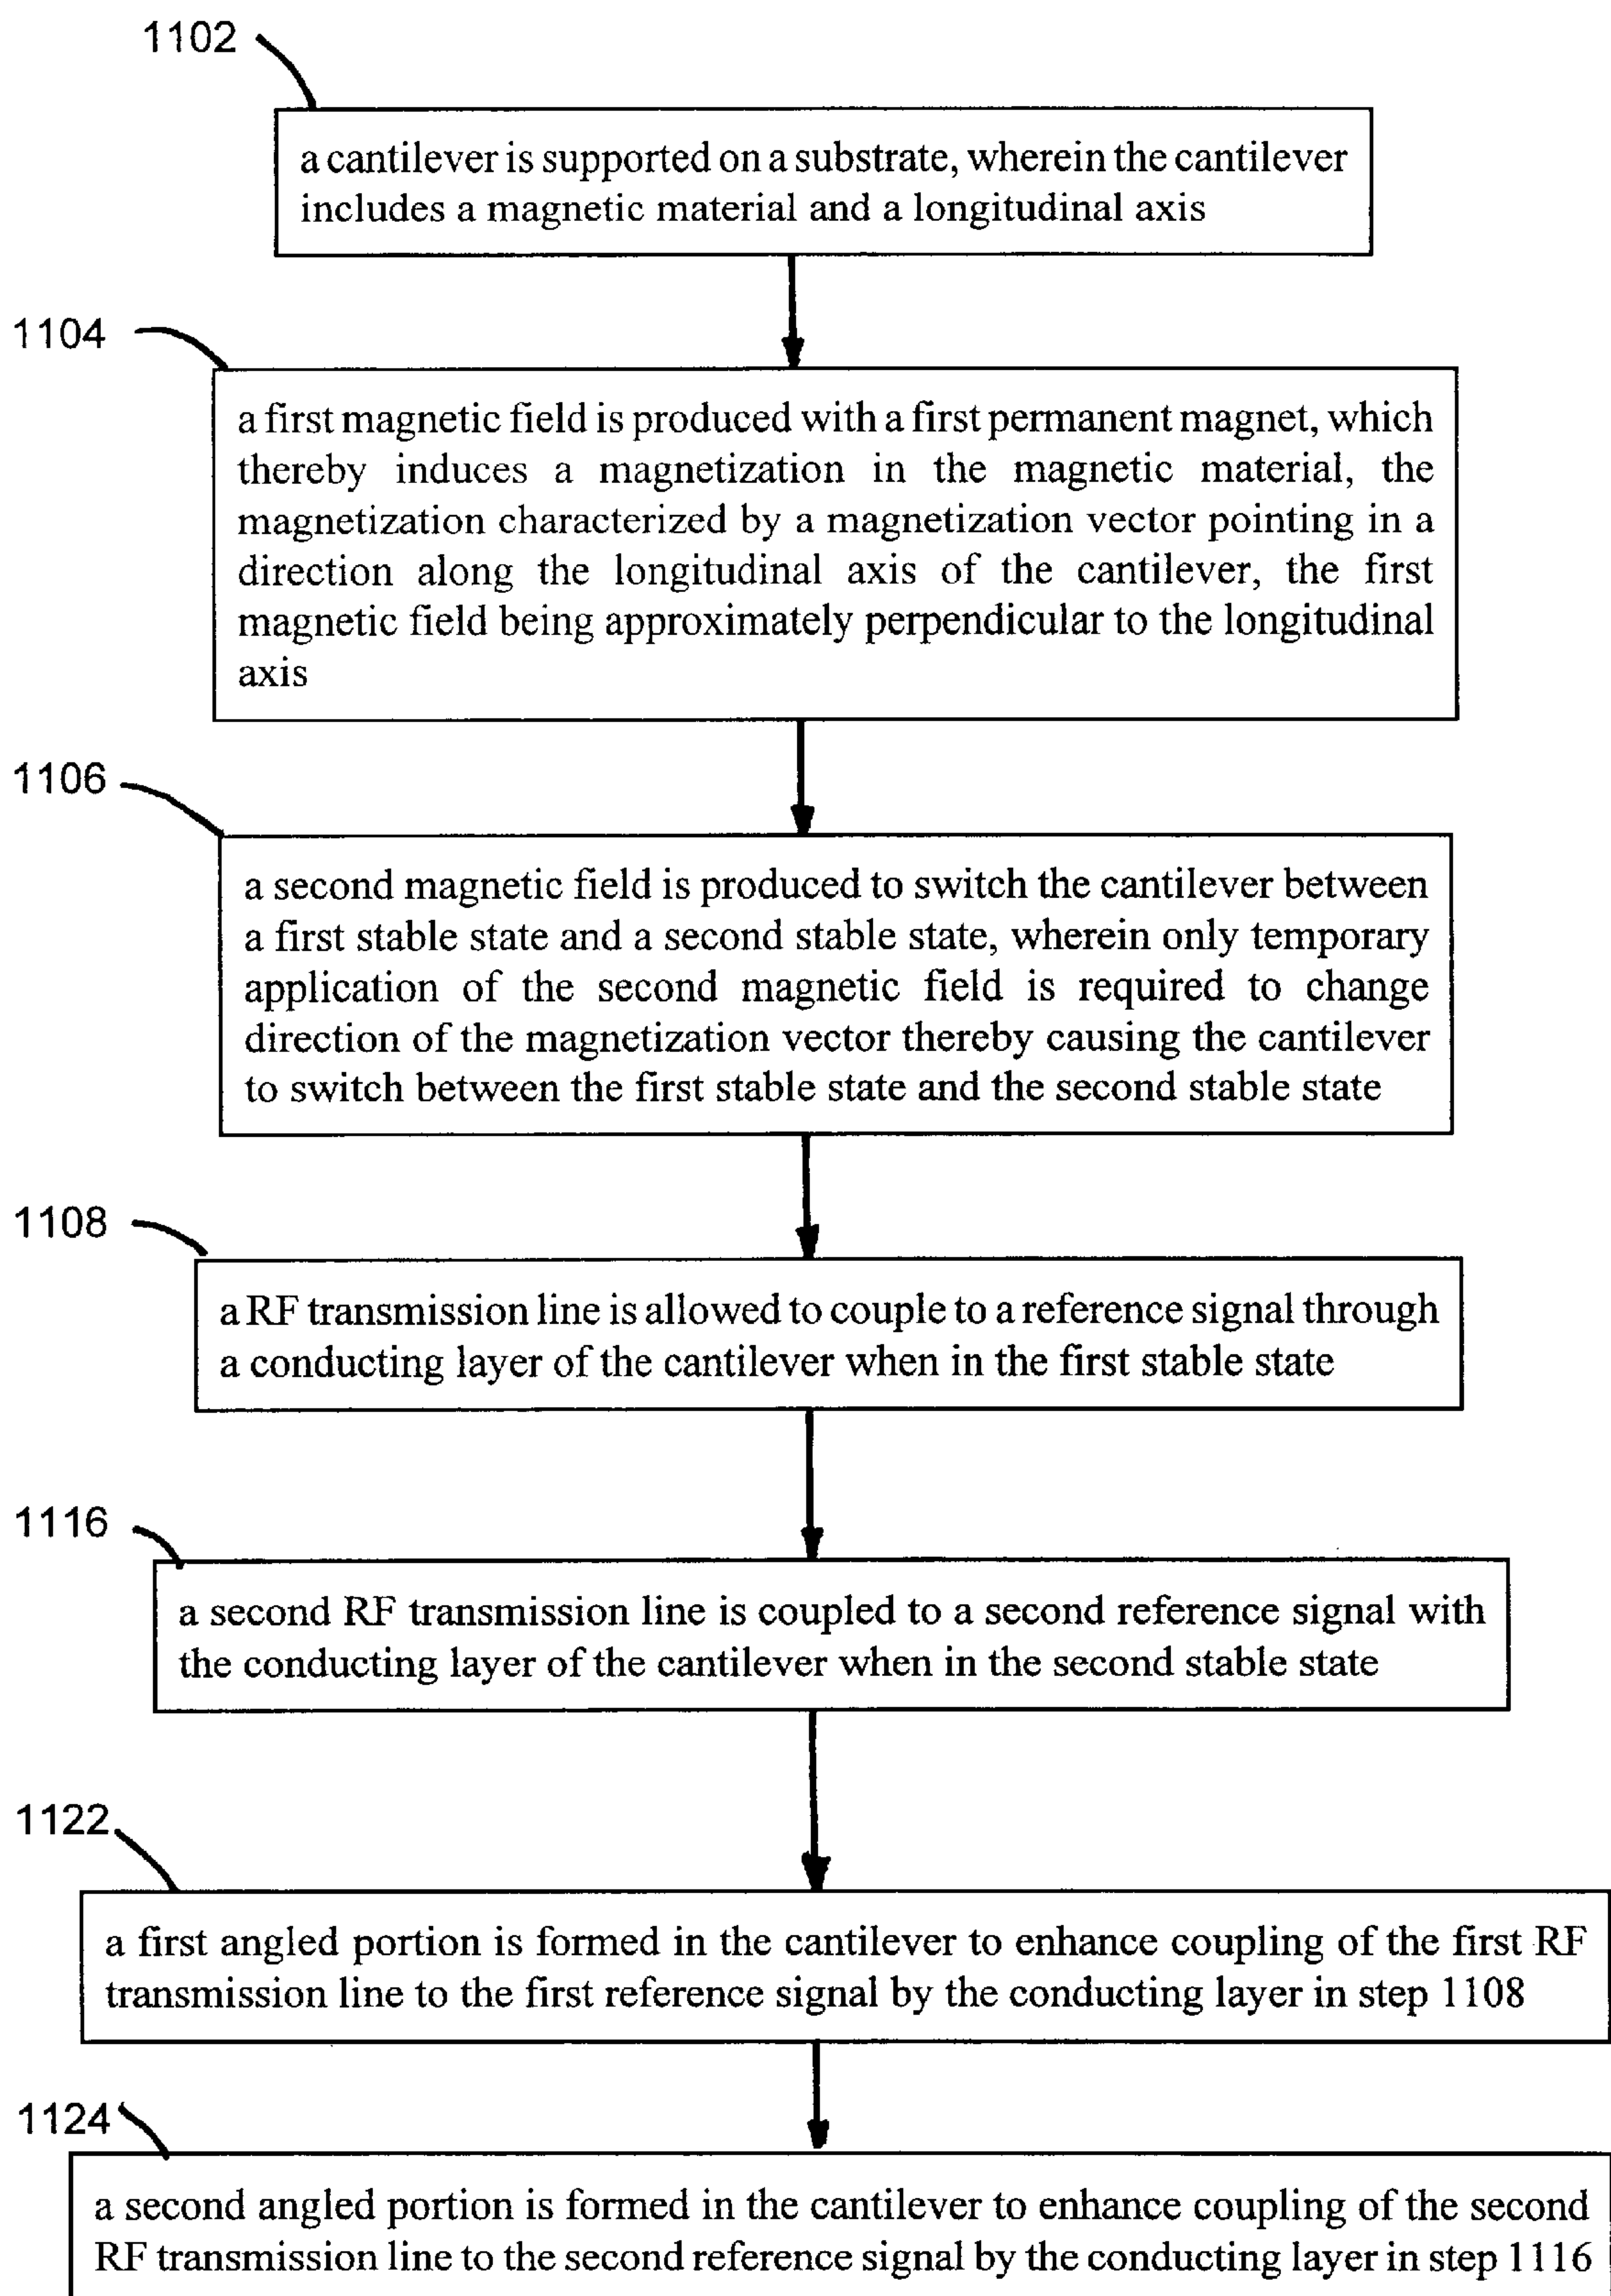 1102
a cantilever is supported on a substrate, wherein the cantilever
includes a magnetic material and a longitudinal axis
1104
a first magnetic field is produced with a first permanent magnet, which
thereby induces a magnetization in the magnetic material, the
magnetization characterized by a magnetization vector pointing in a
direction along the longitudinal axis of the cantilever, the first
magnetic field being approximately perpendicular to the longitudinal
axis
1106
a second magnetic field is produced to switch the cantilever between
a first stable state and a second stable state, wherein only temporary
application of the second magnetic field is required to change
direction of the magnetization vector thereby causing the cantilever
to switch between the first stable state and the second stable state
1108
a RF transmission line is allowed to couple to a reference signal through
a conducting layer of the cantilever when in the first stable state
1116
a second RF transmission line is coupled to a second reference signal with
the conducting layer of the cantilever when in the second stable state
1122
a first angled portion is formed in the cantilever to enhance coupling of the first RF
transmission line to the first reference signal by the conducting layer in step 1108
1124
a second angled portion is formed in the cantilever to enhance coupling of the second
RF transmission line to the second reference signal by the conducting layer in step 1116